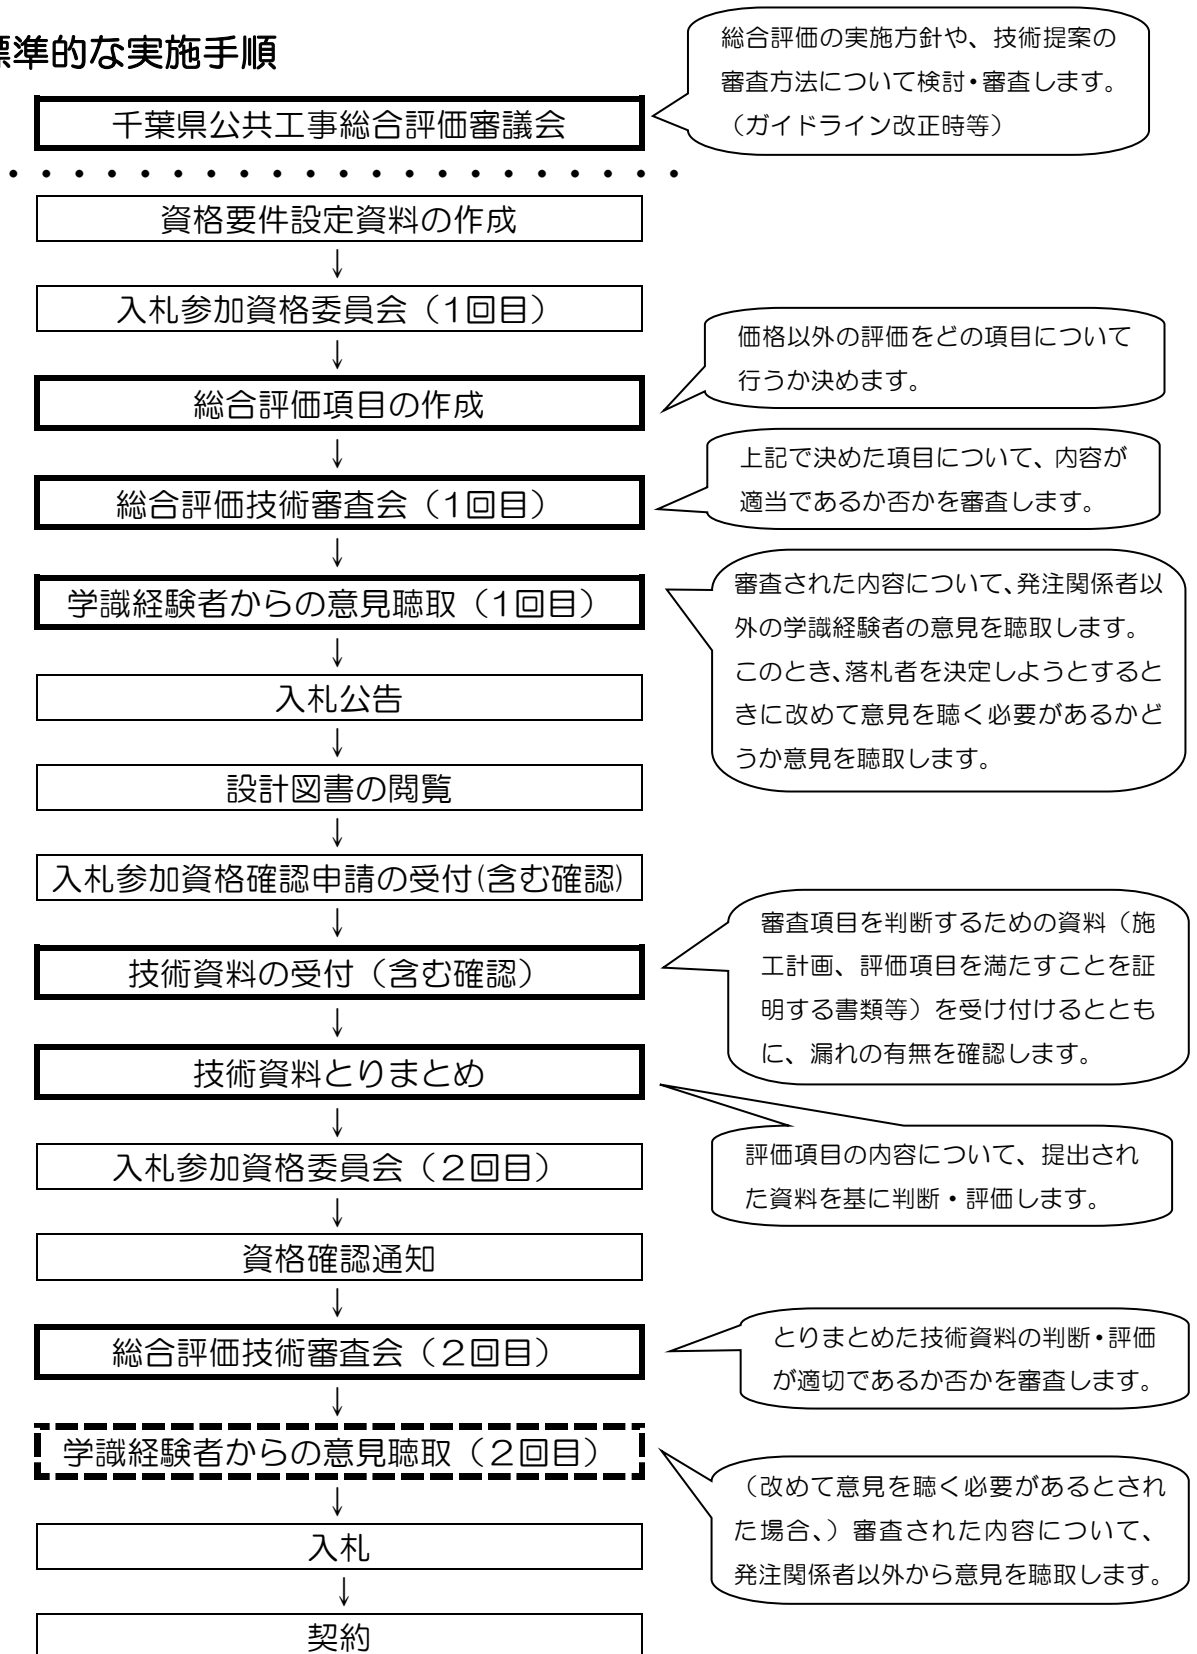 標準的な実施手順
総合評価の実施方針や、技術提案の
審査方法について検討・審査します。
（ガイドライン改正時等）
千葉県公共工事総合評価審議会
・・・・・・・・・・・・・・・・・・・・・
資格要件設定資料の作成
↓
入札参加資格委員会（1回目）
↓
価格以外の評価をどの項目について
行うか決めます。
総合評価項目の作成
↓
上記で決めた項目について、内容が
適当であるか否かを審査します。
総合評価技術審査会（1回目）
↓
学識経験者からの意見聴取（1回目）
審査された内容について、発注関係者以
外の学識経験者の意見を聴取します。
このとき、落札者を決定しようとすると
きに改めて意見を聴く必要があるかど
うか意見を聴取します。
↓
入札公告
↓
設計図書の閲覧
↓
入札参加資格確認申請の受付(含む確認)
↓
技術資料の受付（含む確認）
審査項目を判断するための資料（施
工計画、評価項目を満たすことを証
明する書類等）を受け付けるととも
に、漏れの有無を確認します。
↓
技術資料とりまとめ
↓
評価項目の内容について、提出され
た資料を基に判断・評価します。
入札参加資格委員会（２回目）
↓
資格確認通知
↓
総合評価技術審査会（２回目）
とりまとめた技術資料の判断・評価
が適切であるか否かを審査します。
↓
学識経験者からの意見聴取（２回目）
（改めて意見を聴く必要があるとされ
た場合、）審査された内容について、
発注関係者以外から意見を聴取します。
↓
入札
↓
契約